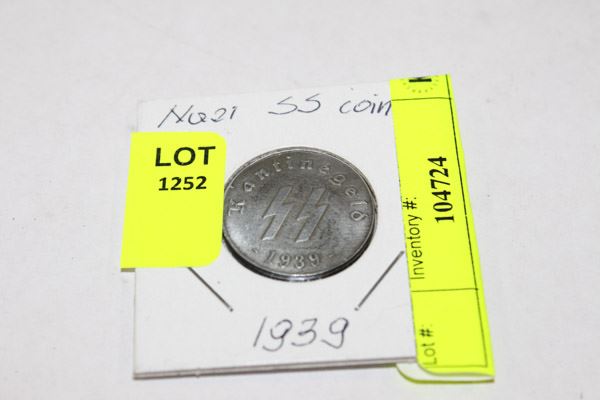 Nazi SS coin
LOT
1252
Kantinegeld
1939
1939
Inventory #:
104724
Lot #: